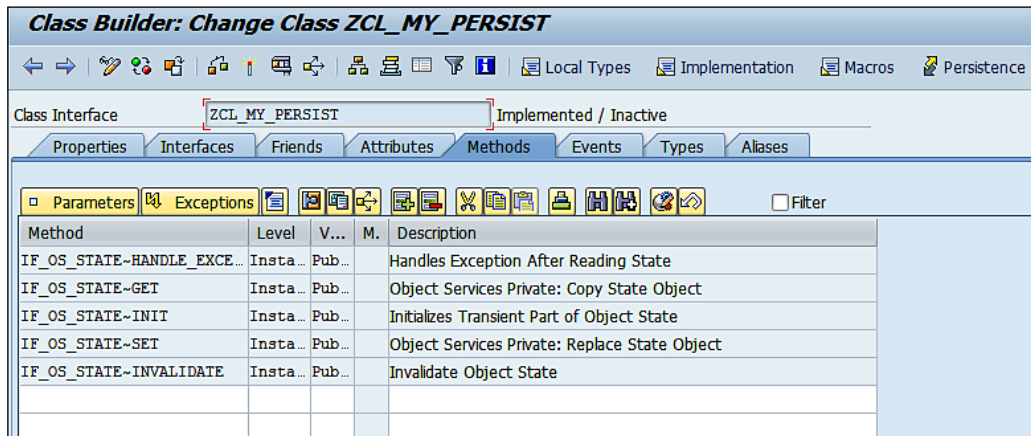 Class Builder: Change Class ZCL_MY_PERSIST
Local Types Implementation Macros Persistence
Class Interface ZCL_MY_PERSIST Implemented / Inactive
Properties Interfaces Friends Attributes Methods Events Types Aliases
Parameters Exceptions Filter
Method Level V... M. Description
IF_OS_STATE~HANDLE_EXCE… Insta… Pub… Handles Exception After Reading State
IF_OS_STATE~GET Insta… Pub… Object Services Private: Copy State Object
IF_OS_STATE~INIT Insta… Pub… Initializes Transient Part of Object State
IF_OS_STATE~SET Insta… Pub… Object Services Private: Replace State Object
IF_OS_STATE~INVALIDATE Insta… Pub… Invalidate Object State